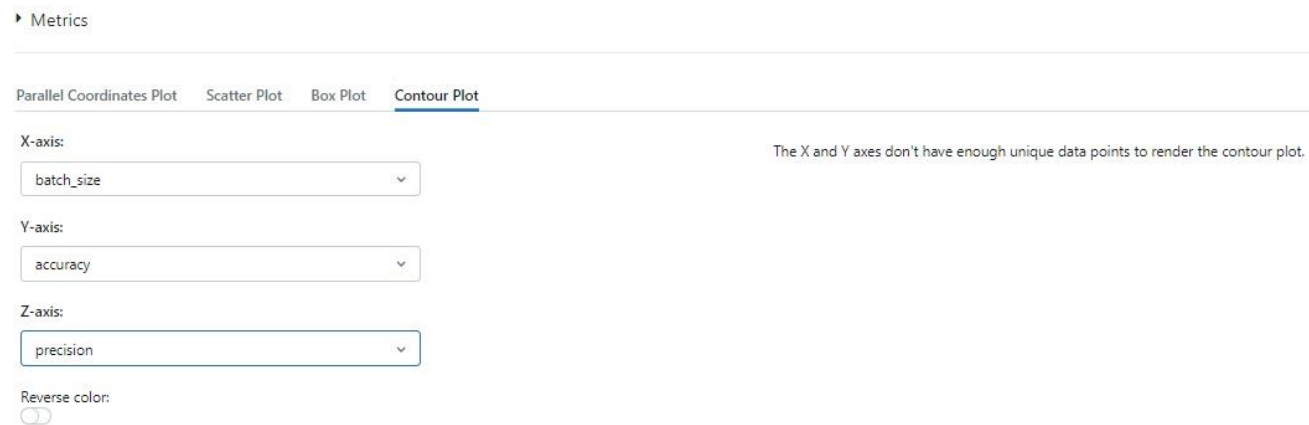 Metrics
Parallel Coordinates Plot Scatter Plot Box Plot Contour Plot
X-axis:
batch_size
The X and Y axes don't have enough unique data points to render the contour plot.
Y-axis:
accuracy
Z-axis:
precision
Reverse color: